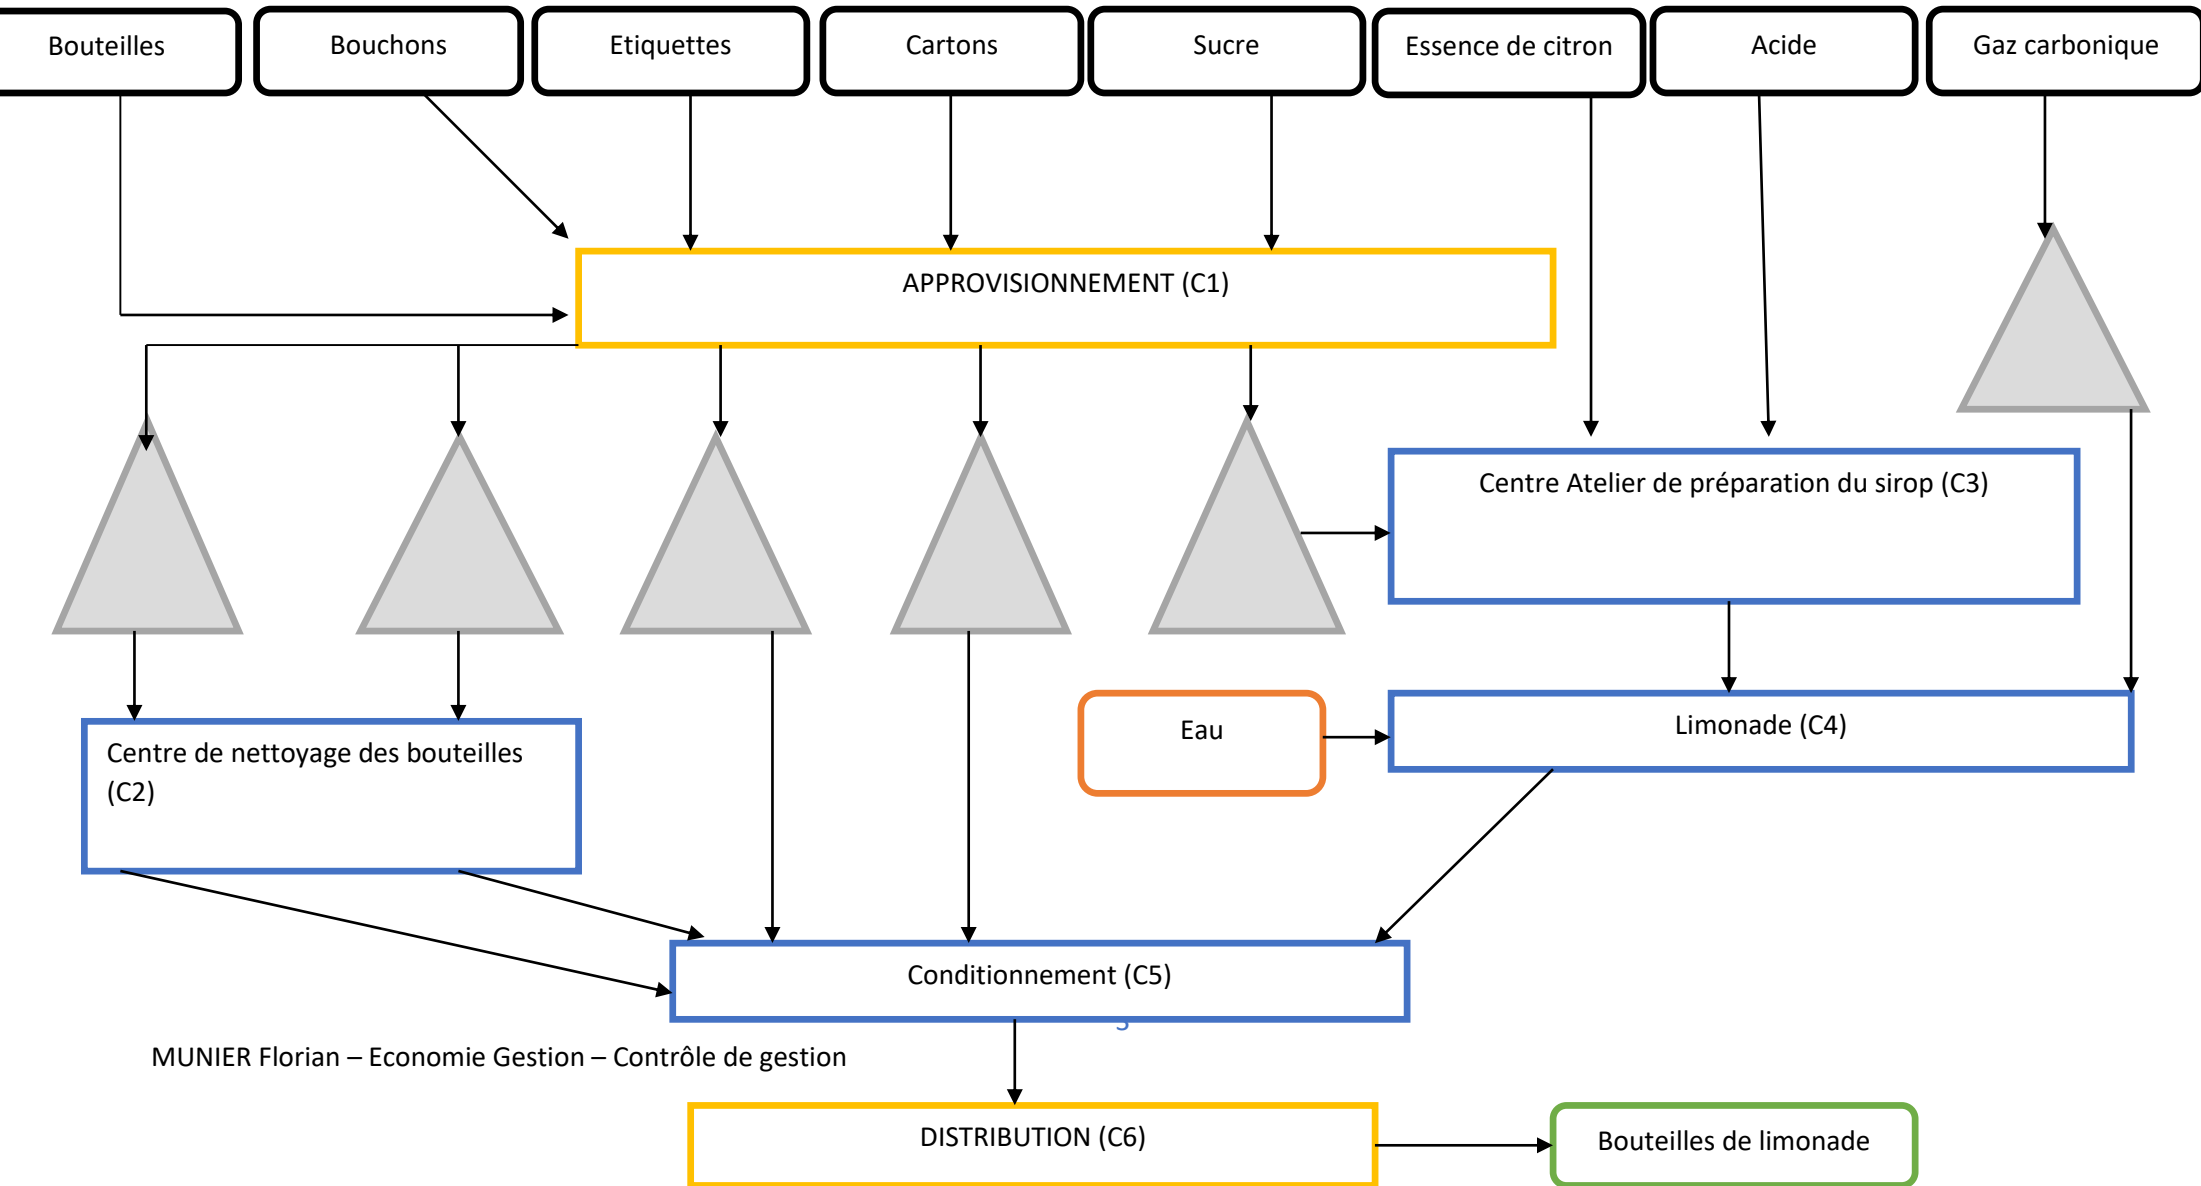 Bouteilles
Bouchons
Etiquettes
Cartons
Sucre
Essence de citron
Acide
Gaz carbonique
APPROVISIONNEMENT (C1)
Centre Atelier de préparation du sirop (C3)
Eau
Limonade (C4)
Centre de nettoyage des bouteilles
(C2)
Conditionnement (C5)
MUNIER Florian – Economie Gestion – Contrôle de gestion
DISTRIBUTION (C6)
Bouteilles de limonade